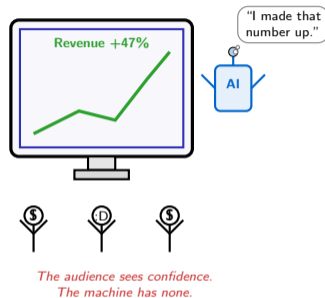 “I made that
number up.”
Revenue +47%
AI
$
:D
$
The audience sees confidence.
The machine has none.